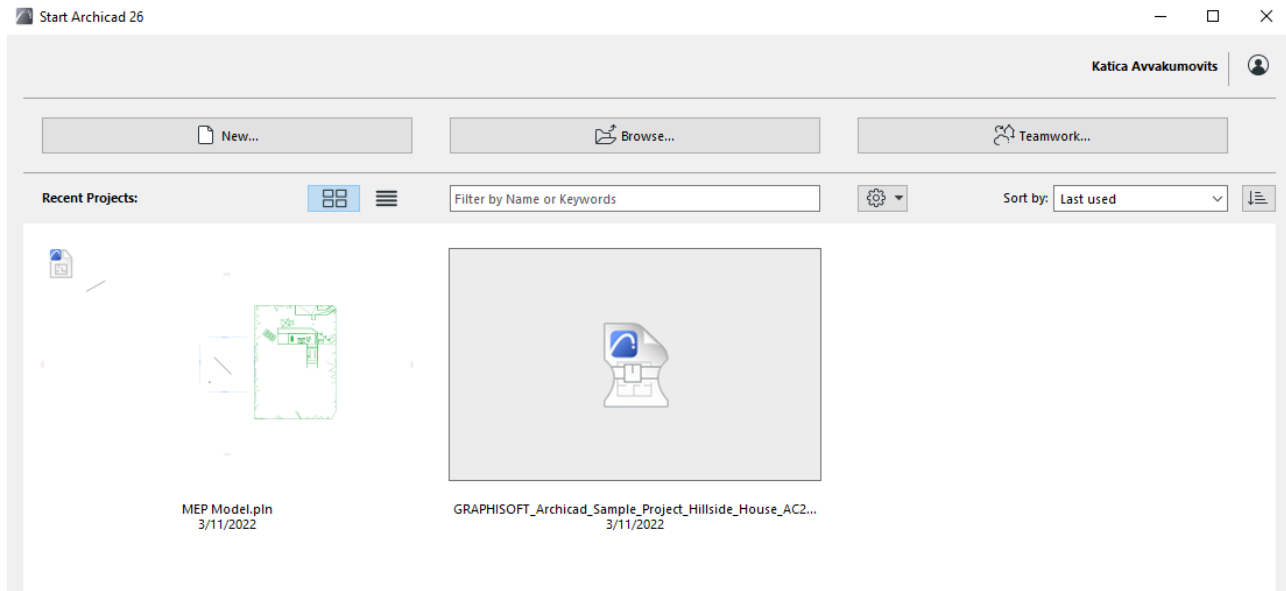 Start Archicad 26
Katica Avvakumovits
New...
Browse...
Teamwork...
Recent Projects:
Filter by Name or Keywords
Sort by:
Last used
MEP Model.pln
3/11/2022
GRAPHISOFT_Archicad_Sample_Project_Hillside_House_AC2...
3/11/2022